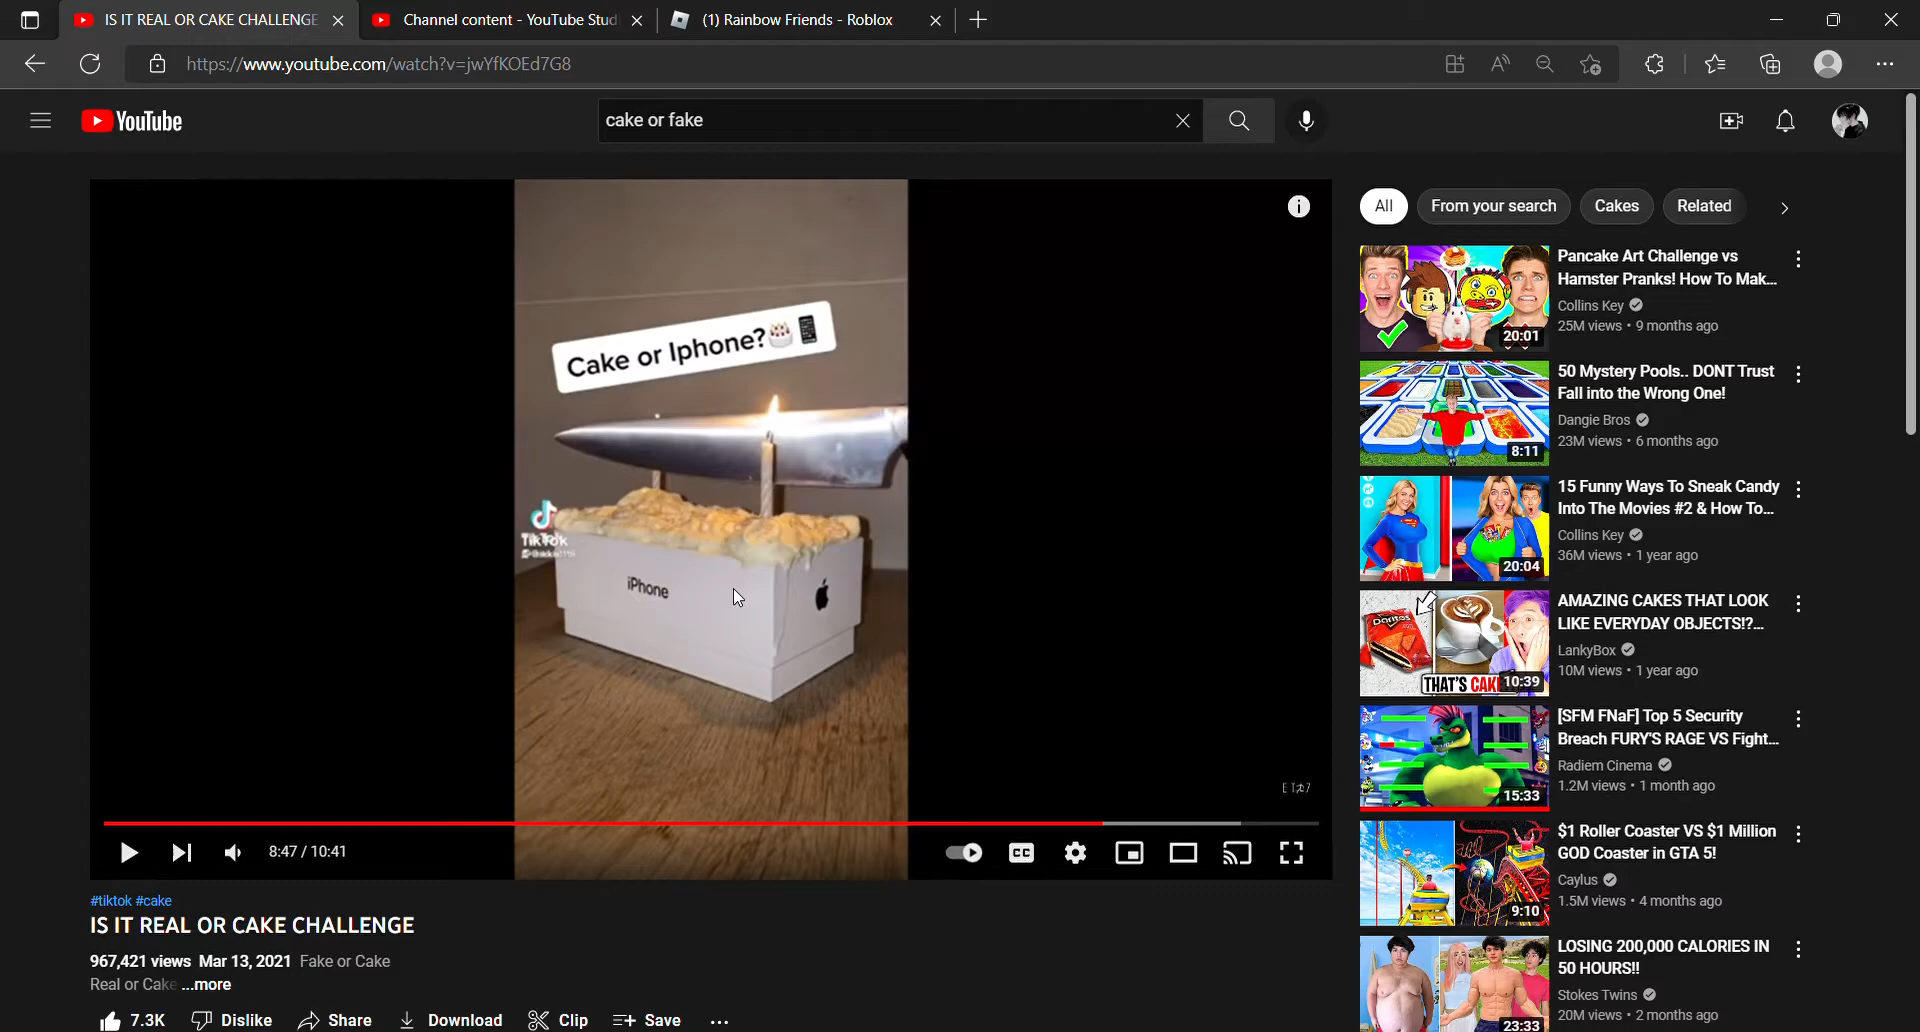 IS IT REAL OR CAKE CHALLENGE
Channel content - YouTube Stud
(1) Rainbow Friends - Roblox
https://www.youtube.com/watch?v=jwYfKOEd7G8
YouTube
cake or fake
Cake or Iphone?
TikTok
iPhone
8:47 / 10:41
CC
#tiktok #cake
IS IT REAL OR CAKE CHALLENGE
967,421 views Mar 13, 2021 Fake or Cake
Real or Cake ...more
7.3K Dislike Share Download Clip Save ...
All From your search Cakes Related
Pancake Art Challenge vs
Hamster Pranks! How To Mak...
Collins Key
25M views • 9 months ago
20:01
50 Mystery Pools.. DONT Trust
Fall into the Wrong One!
Dangie Bros
23M views • 6 months ago
8:11
15 Funny Ways To Sneak Candy
Into The Movies #2 & How To...
Collins Key
36M views • 1 year ago
20:04
AMAZING CAKES THAT LOOK
LIKE EVERYDAY OBJECTS!?...
LankyBox
10M views • 1 year ago
Doritos
THAT'S CAK
10:39
[SFM FNaF] Top 5 Security
Breach FURY'S RAGE VS Fight...
Radiem Cinema
1.2M views • 1 month ago
15:33
$1 Roller Coaster VS $1 Million
GOD Coaster in GTA 5!
Caylus
1.5M views • 4 months ago
9:10
LOSING 200,000 CALORIES IN
50 HOURS!!
Stokes Twins
20M views • 2 months ago
23:33